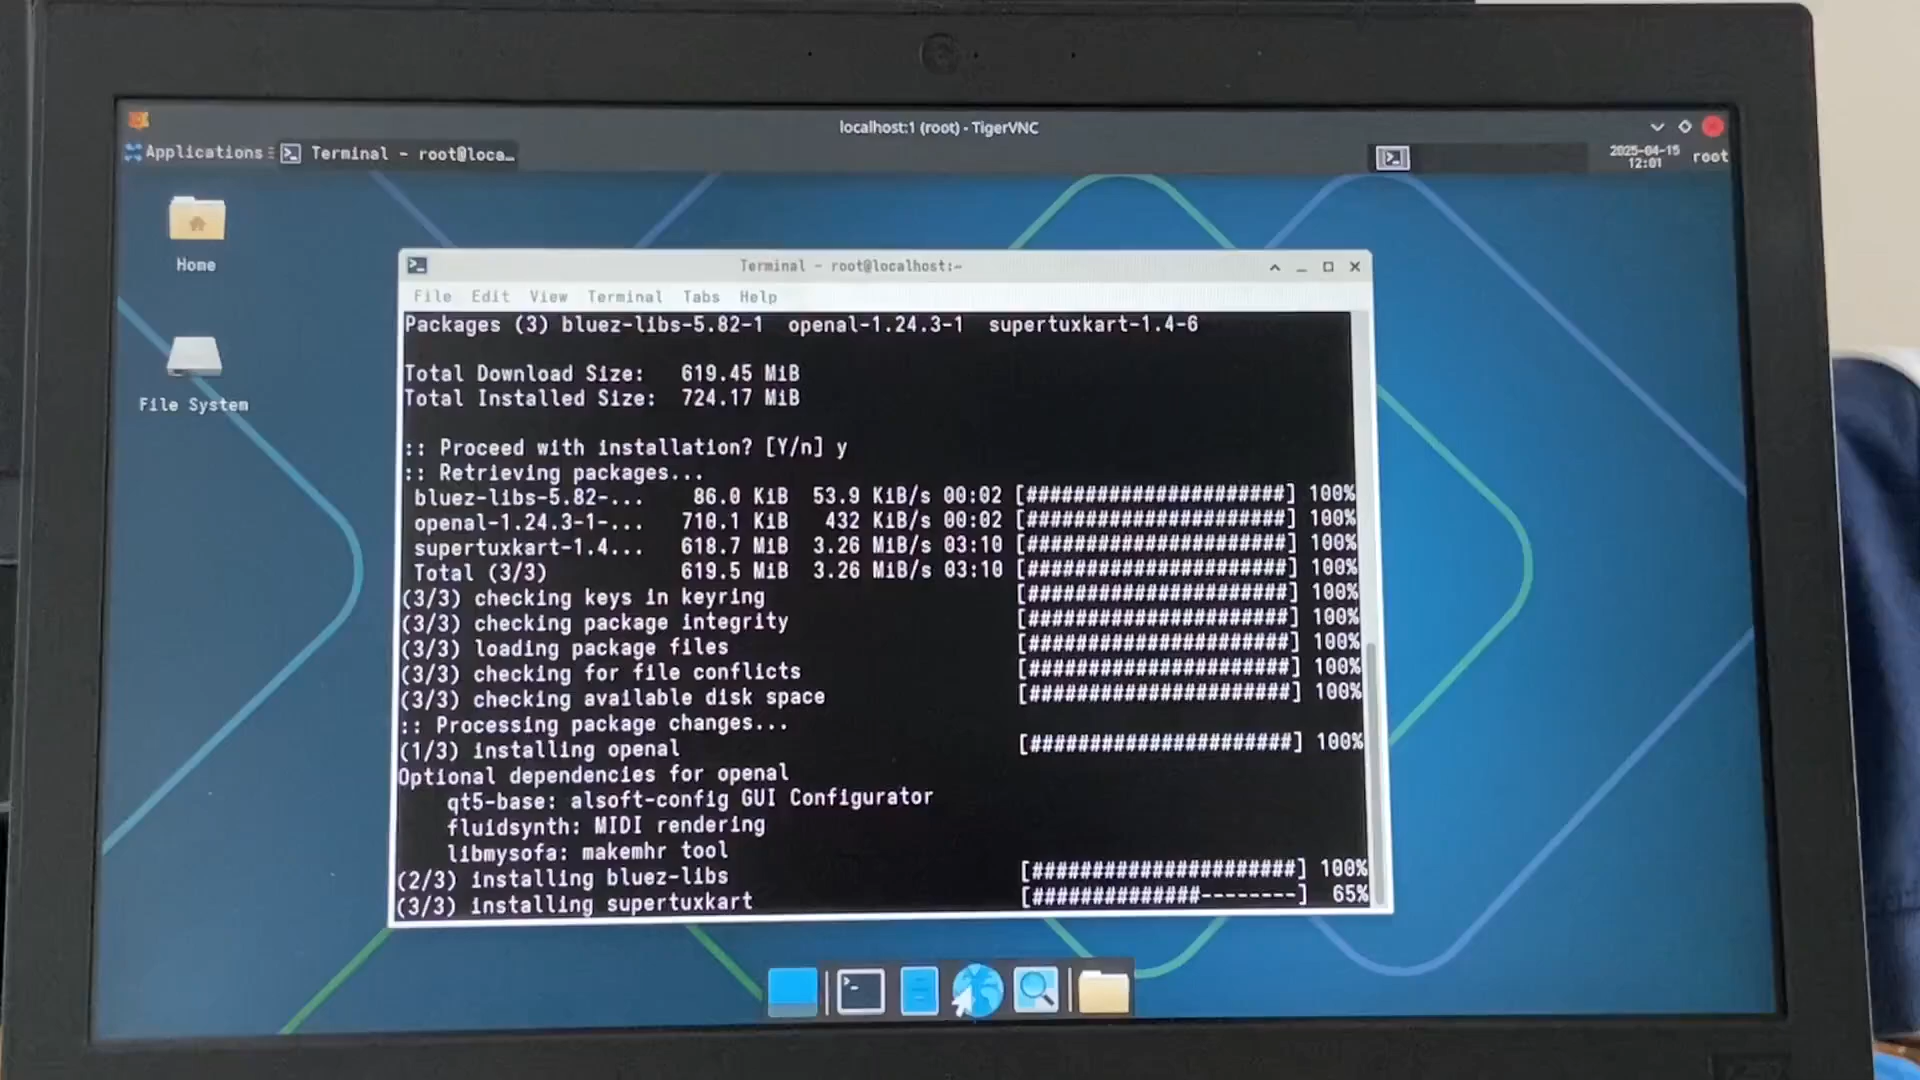 localhost:1 (root) - TigerVNC
Applications Terminal - root@loca…
2025-04-15
12:01
root
Home
File System
Terminal - root@localhost:~
File Edit View Terminal Tabs Help
Packages (3) bluez-libs-5.82-1 openal-1.24.3-1 supertuxkart-1.4-6
Total Download Size: 619.45 MiB
Total Installed Size: 724.17 MiB
:: Proceed with installation? [Y/n] y
:: Retrieving packages...
bluez-libs-5.82-... 86.0 KiB 53.9 KiB/s 00:02 [######################] 100%
openal-1.24.3-1-... 710.1 KiB 432 KiB/s 00:02 [######################] 100%
supertuxkart-1.4... 618.7 MiB 3.26 MiB/s 03:10 [######################] 100%
Total (3/3) 619.5 MiB 3.26 MiB/s 03:10 [######################] 100%
(3/3) checking keys in keyring [######################] 100%
(3/3) checking package integrity [######################] 100%
(3/3) loading package files [######################] 100%
(3/3) checking for file conflicts [######################] 100%
(3/3) checking available disk space [######################] 100%
:: Processing package changes...
(1/3) installing openal [######################] 100%
Optional dependencies for openal
qt5-base: alsoft-config GUI Configurator
fluidsynth: MIDI rendering
libmysofa: makemhr tool
(2/3) installing bluez-libs [######################] 100%
(3/3) installing supertuxkart [##############--------] 65%